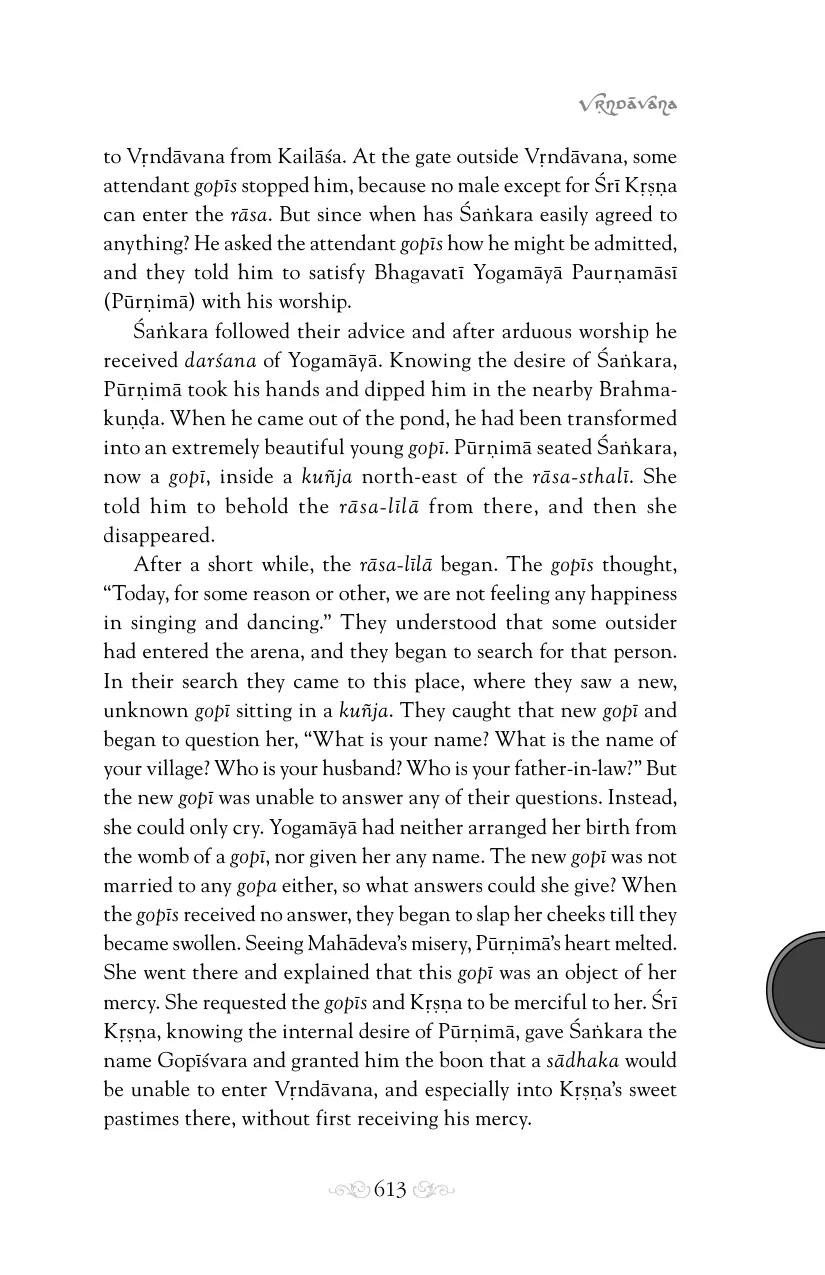 Vṛndāvana
to Vṛndāvana from Kailāśa. At the gate outside Vṛndāvana, some
attendant gopīs stopped him, because no male except for Śrī Kṛṣṇa
can enter the rāsa. But since when has Śaṅkara easily agreed to
anything? He asked the attendant gopīs how he might be admitted,
and they told him to satisfy Bhagavatī Yogamāyā Paurṇamāsī
(Pūrṇimā) with his worship.
Śaṅkara followed their advice and after arduous worship he
received darśana of Yogamāyā. Knowing the desire of Śaṅkara,
Pūrṇimā took his hands and dipped him in the nearby Brahma-
kuṇḍa. When he came out of the pond, he had been transformed
into an extremely beautiful young gopī. Pūrṇimā seated Śaṅkara,
now a gopī, inside a kuñja north-east of the rāsa-sthalī. She
told him to behold the rāsa-līlā from there, and then she
disappeared.
After a short while, the rāsa-līlā began. The gopīs thought,
“Today, for some reason or other, we are not feeling any happiness
in singing and dancing.” They understood that some outsider
had entered the arena, and they began to search for that person.
In their search they came to this place, where they saw a new,
unknown gopī sitting in a kuñja. They caught that new gopī and
began to question her, “What is your name? What is the name of
your village? Who is your husband? Who is your father-in-law?” But
the new gopī was unable to answer any of their questions. Instead,
she could only cry. Yogamāyā had neither arranged her birth from
the womb of a gopī, nor given her any name. The new gopī was not
married to any gopa either, so what answers could she give? When
the gopīs received no answer, they began to slap her cheeks till they
became swollen. Seeing Mahādeva’s misery, Pūrṇimā’s heart melted.
She went there and explained that this gopī was an object of her
mercy. She requested the gopīs and Kṛṣṇa to be merciful to her. Śrī
Kṛṣṇa, knowing the internal desire of Pūrṇimā, gave Śaṅkara the
name Gopīśvara and granted him the boon that a sādhaka would
be unable to enter Vṛndāvana, and especially into Kṛṣṇa’s sweet
pastimes there, without first receiving his mercy.
613